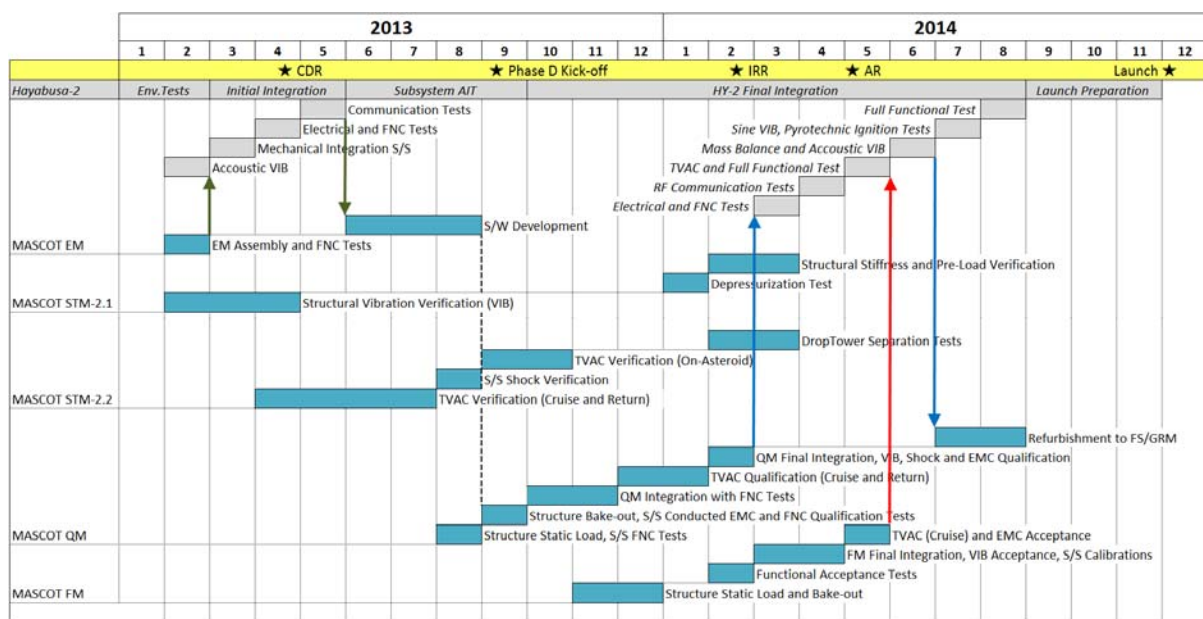 2013 2014
1 2 3 4 5 6 7 8 9 10 11 12 1 2 3 4 5 6 7 8 9 10 11 12
★ CDR ★ Phase D Kick-off ★ IRR ★ AR Launch ★
Hayabusa-2 Env.Tests Initial Integration Subsystem AIT HY-2 Final Integration Launch Preparation
Communication Tests Full Functional Test
Electrical and FNC Tests Sine VIB, Pyrotechnic Ignition Tests
Mechanical Integration S/S Mass Balance and Accoustic VIB
Accoustic VIB TVAC and Full Functional Test
RF Communication Tests
Electrical and FNC Tests
S/W Development
MASCOT EM EM Assembly and FNC Tests
Structural Stiffness and Pre-Load Verification
Depressurization Test
MASCOT STM-2.1 Structural Vibration Verification (VIB)
DropTower Separation Tests
TVAC Verification (On-Asteroid)
S/S Shock Verification
MASCOT STM-2.2 TVAC Verification (Cruise and Return)
Refurbishment to FS/GRM
QM Final Integration, VIB, Shock and EMC Qualification
TVAC Qualification (Cruise and Return)
QM Integration with FNC Tests
Structure Bake-out, S/S Conducted EMC and FNC Qualification Tests
MASCOT QM Structure Static Load, S/S FNC Tests TVAC (Cruise) and EMC Acceptance
FM Final Integration, VIB Acceptance, S/S Calibrations
Functional Acceptance Tests
MASCOT FM Structure Static Load and Bake-out